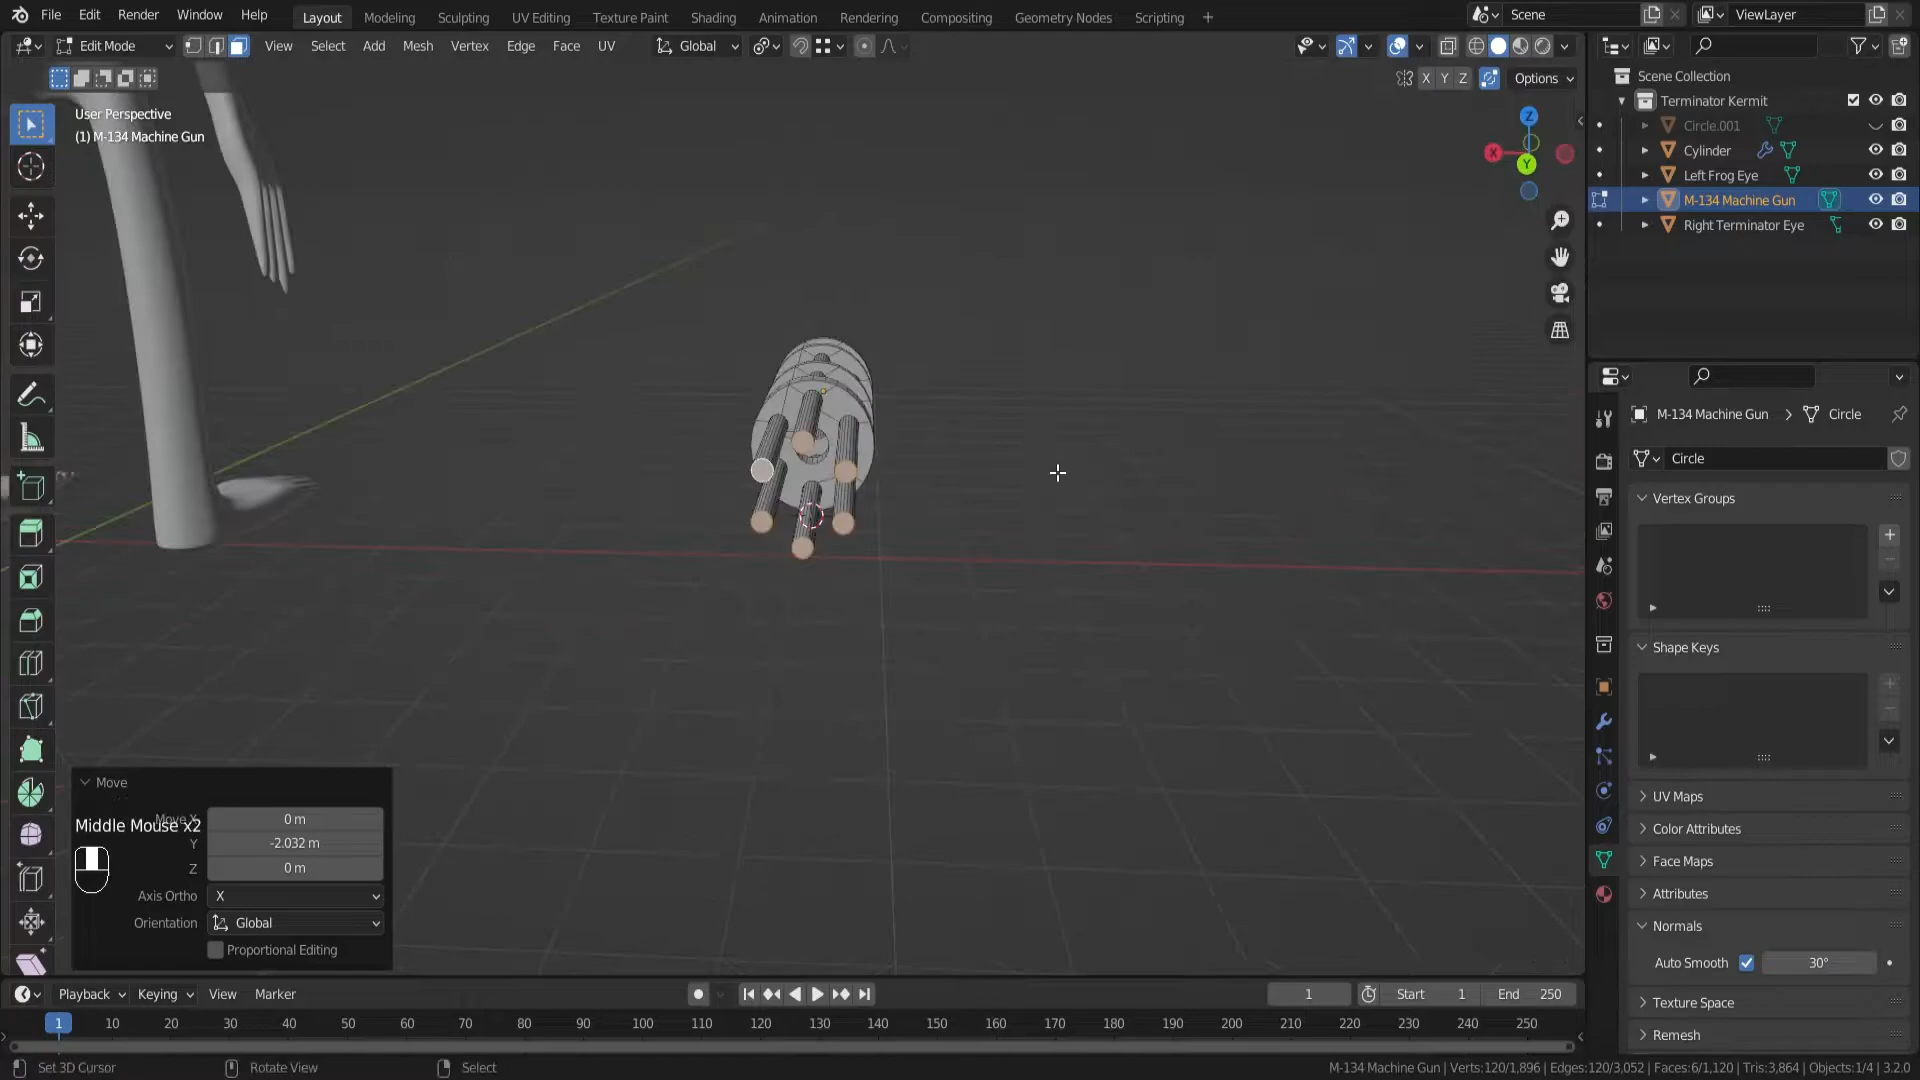 File Edit Render Window Help
Layout Modeling Sculpting UV Editing Texture Paint Shading Animation Rendering Compositing Geometry Nodes Scripting +
Scene
ViewLayer
Edit Mode
View Select Add Mesh Vertex Edge Face UV
Global
X Y Z
Options
User Perspective
(1) M-134 Machine Gun
Z
X
Y
Scene Collection
Terminator Kermit
Circle.001
Cylinder
Left Frog Eye
M-134 Machine Gun
Right Terminator Eye
M-134 Machine Gun > Circle
Circle
Vertex Groups
Shape Keys
UV Maps
Color Attributes
Face Maps
Attributes
Normals
Auto Smooth 30°
Texture Space
Remesh
Move
Move X 0 m
Middle Mouse x2
Y -2.032 m
Z 0 m
Axis Ortho X
Orientation Global
Proportional Editing
Playback Keying View Marker
1 Start 1 End 250
1 10 20 30 40 50 60 70 80 90 100 110 120 130 140 150 160 170 180 190 200 210 220 230 240 250
Set 3D Cursor Rotate View Select
M-134 Machine Gun | Verts:120/1,896 | Edges:120/3,052 | Faces:6/1,120 | Tris:3,864 | Objects:1/4 | 3.2.0